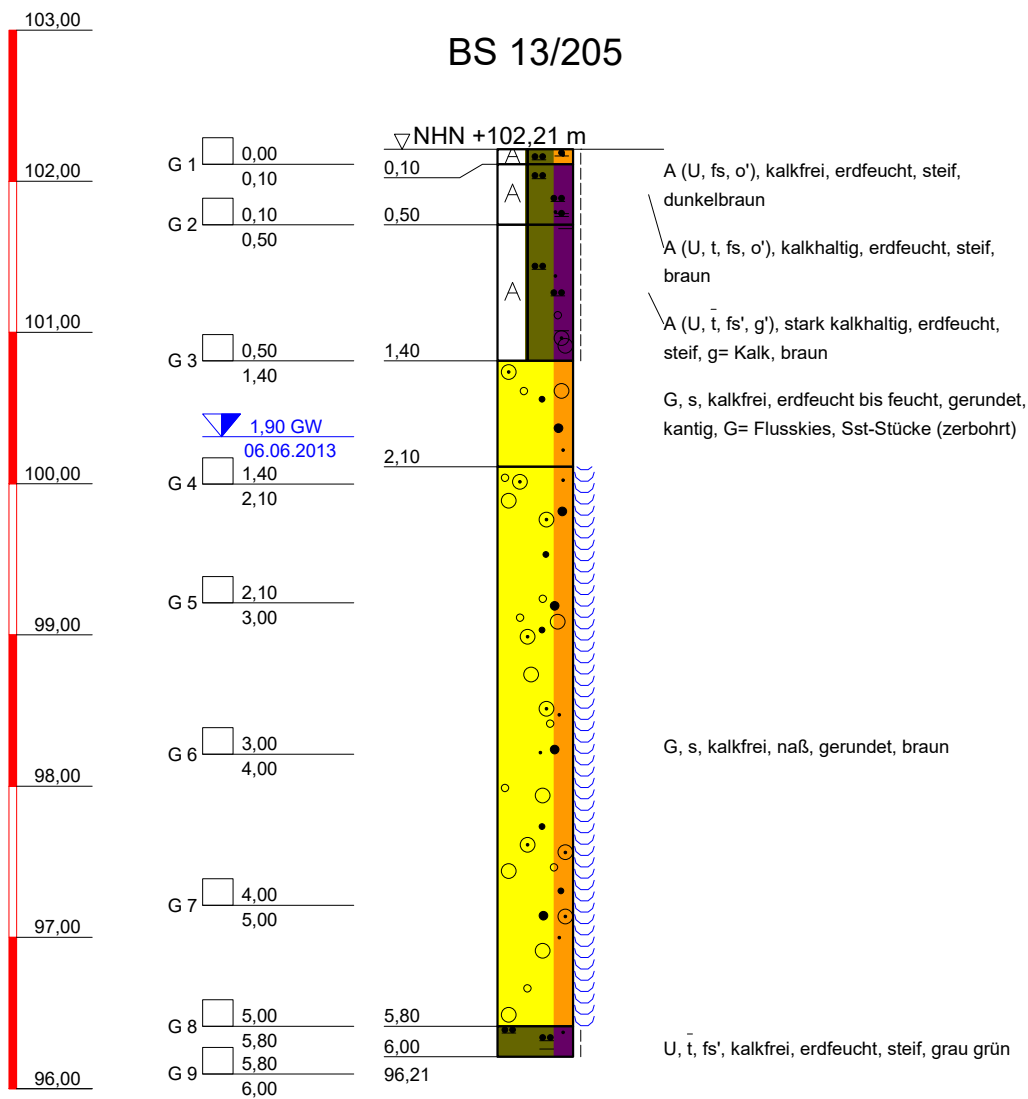 BS 13/205
103,00
102,00
101,00
100,00
99,00
98,00
97,00
96,00
G 1
0,00
0,10
G 2
0,10
0,50
G 3
0,50
1,40
1,90 GW
06.06.2013
G 4
1,40
2,10
G 5
2,10
3,00
G 6
3,00
4,00
G 7
4,00
5,00
G 8
5,00
5,80
G 9
5,80
6,00
NHN +102,21 m
0,10
0,50
1,40
2,10
5,80
6,00
96,21
A
A
A
A (U, fs, o'), kalkfrei, erdfeucht, steif,
dunkelbraun
A (U, t, fs, o'), kalkhaltig, erdfeucht, steif,
braun
A (U, t̄, fs', g'), stark kalkhaltig, erdfeucht,
steif, g= Kalk, braun
G, s, kalkfrei, erdfeucht bis feucht, gerundet,
kantig, G= Flusskies, Sst-Stücke (zerbohrt)
G, s, kalkfrei, naß, gerundet, braun
U, t̄, fs', kalkfrei, erdfeucht, steif, grau grün